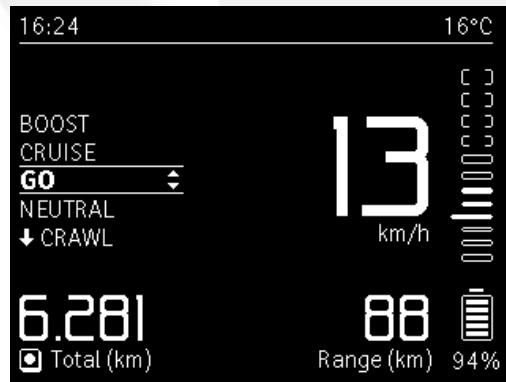 16:24 16°C
BOOST
CRUISE
GO
NEUTRAL
CRAWL
13
km/h
6.281 88
Total (km) Range (km) 94%